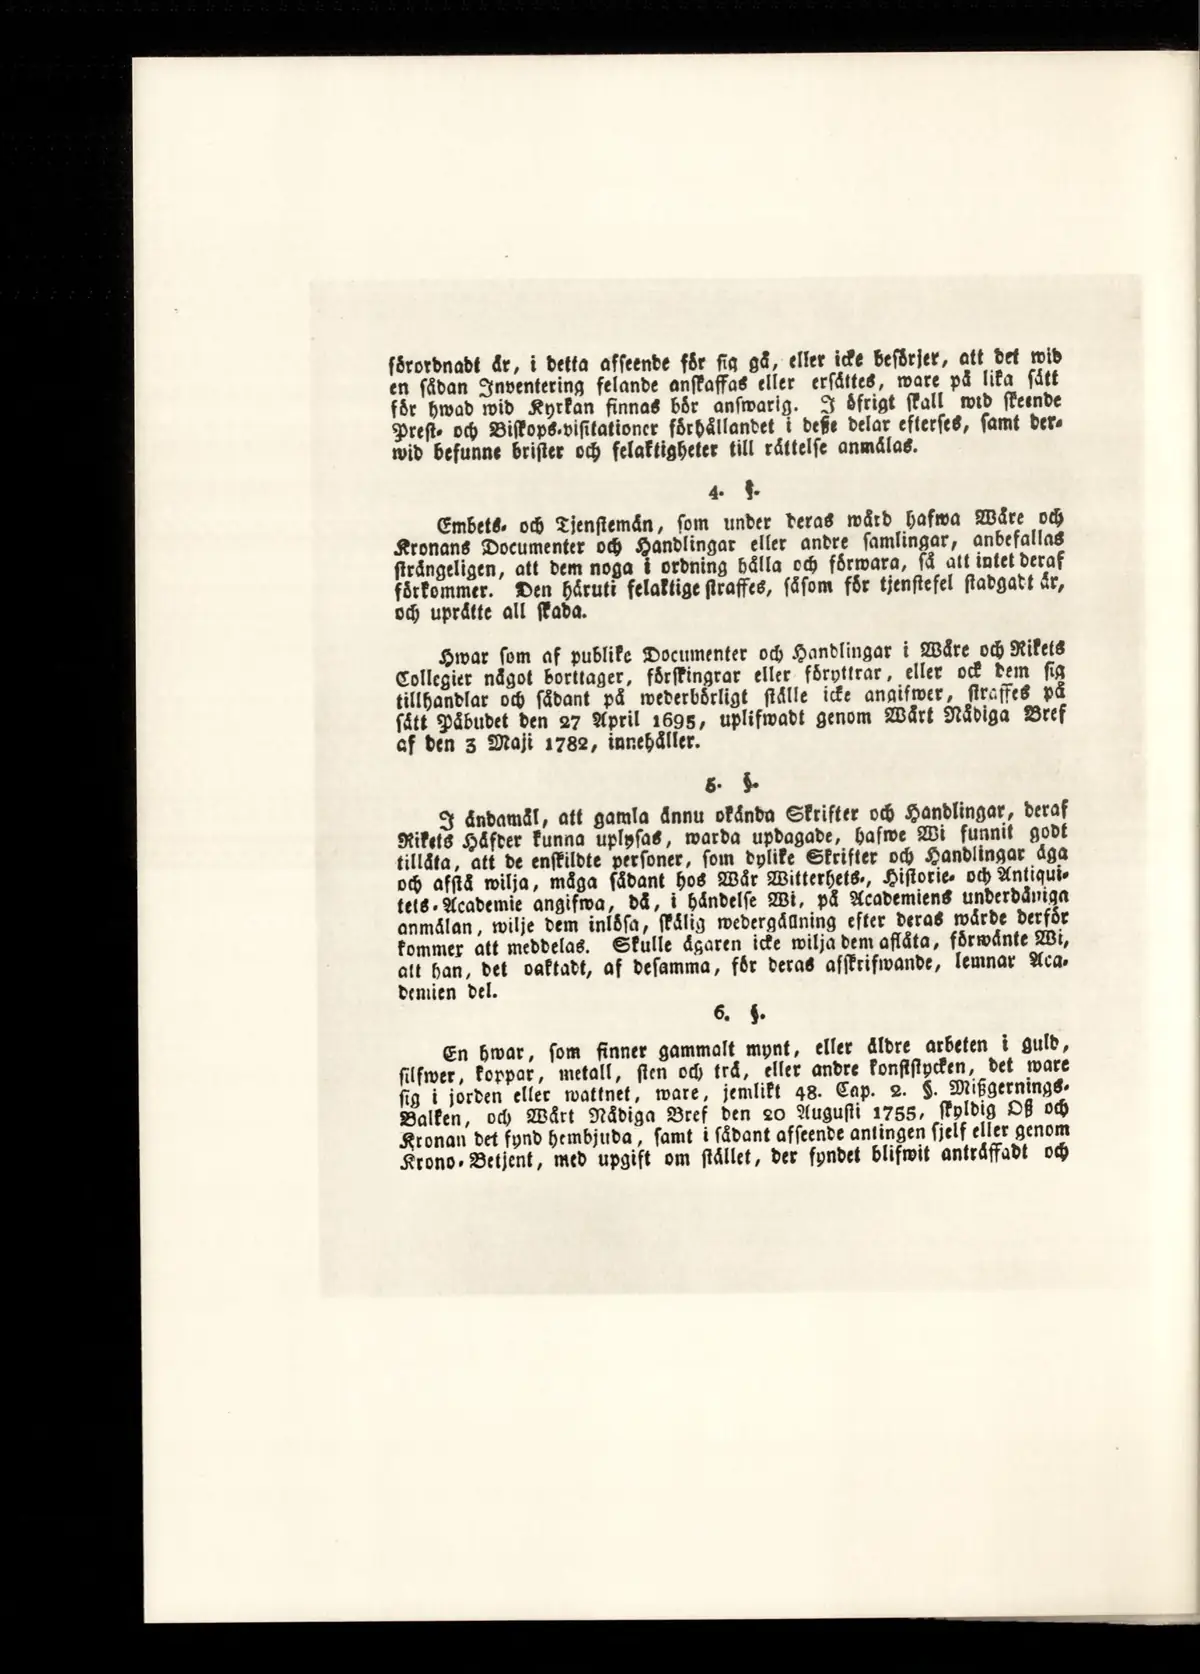 förordnadt är, i detta afseende för sig gå, eller icke besörjer, att det wid
en sådan Inventering felande anskaffas eller ersättes, ware på lika sätt
för hwad wid Kyrkan finnas bör answarig. I öfrigt skall wid skeende
Prest- och Biskops-visitationer förhållandet i desse delar efterses, samt der-
wid befunne brister och felaktigheter till rättelse anmälas.
4. §.
Embets- och Tjenstemän, som under deras wård hafwa Wåre och
Kronans Documenter och Handlingar eller andre samlingar, anbefallas
strängeligen, att dem noga i ordning hålla och förwara, så att intet deraf
förkommer. Den häruti felaktige straffes, såsom för tjenstefel stadgadt är,
och uprätte all skada.
Hwar som af publike Documenter och Handlingar i Wåre och Rikets
Collegier något borttager, förskingrar eller föryttrar, eller ock dem sig
tillhandlar och sådant på wederbörligt ställe icke angifwer, straffes på
sätt Påbudet den 27 April 1695, uplifwadt genom Wårt Nådiga Bref
af den 3 Maji 1782, innehåller.
5. §.
I ändamål, att gamla ännu okända Skrifter och Handlingar, deraf
Rikets Häfder kunna uplysas, warda updagade, hafwe Wi funnit godt
tillåta, att de enskildte personer, som dylike Skrifter och Handlingar äga
och afstå wilja, måga sådant hos Wår Witterhets-, Historie- och Antiqui-
tets-Academie angifwa, då, i händelse Wi, på Academiens underdåniga
anmälan, wilje dem inlösa, skälig wedergällning efter deras wärde derför
kommer att meddelas. Skulle ägaren icke wilja dem aflåta, förwänte Wi,
att han, det oaktadt, af desamma, för deras afskrifwande, lemnar Aca-
demien del.
6. §.
En hwar, som finner gammalt mynt, eller äldre arbeten i guld,
silfwer, koppar, metall, sten och trä, eller andre konststycken, det ware
sig i jorden eller wattnet, ware, jemlikt 48. Cap. 2. §. Mißgernings-
Balken, och Wårt Nådiga Bref den 20 Augusti 1755, skyldig Oß och
Kronan det fynd hembjuda, samt i sådant afseende antingen sjelf eller genom
Krono-Betjent, med upgift om stället, der fyndet blifwit anträffadt och